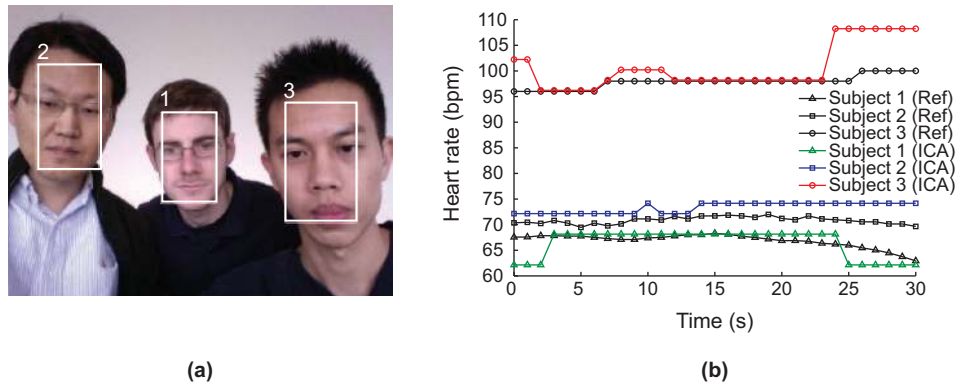 2
1
3
(a)
110
105
100
95
90
85
80
75
70
65
60
Heart rate (bpm)
Subject 1 (Ref)
Subject 2 (Ref)
Subject 3 (Ref)
Subject 1 (ICA)
Subject 2 (ICA)
Subject 3 (ICA)
0 5 10 15 20 25 30
Time (s)
(b)